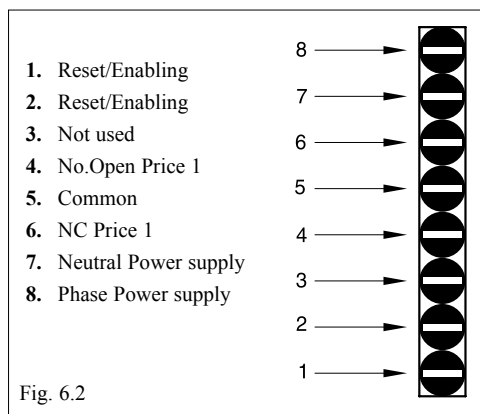 1. Reset/Enabling
2. Reset/Enabling
3. Not used
4. No.Open Price 1
5. Common
6. NC Price 1
7. Neutral Power supply
8. Phase Power supply
8
7
6
5
4
3
2
1
Fig. 6.2